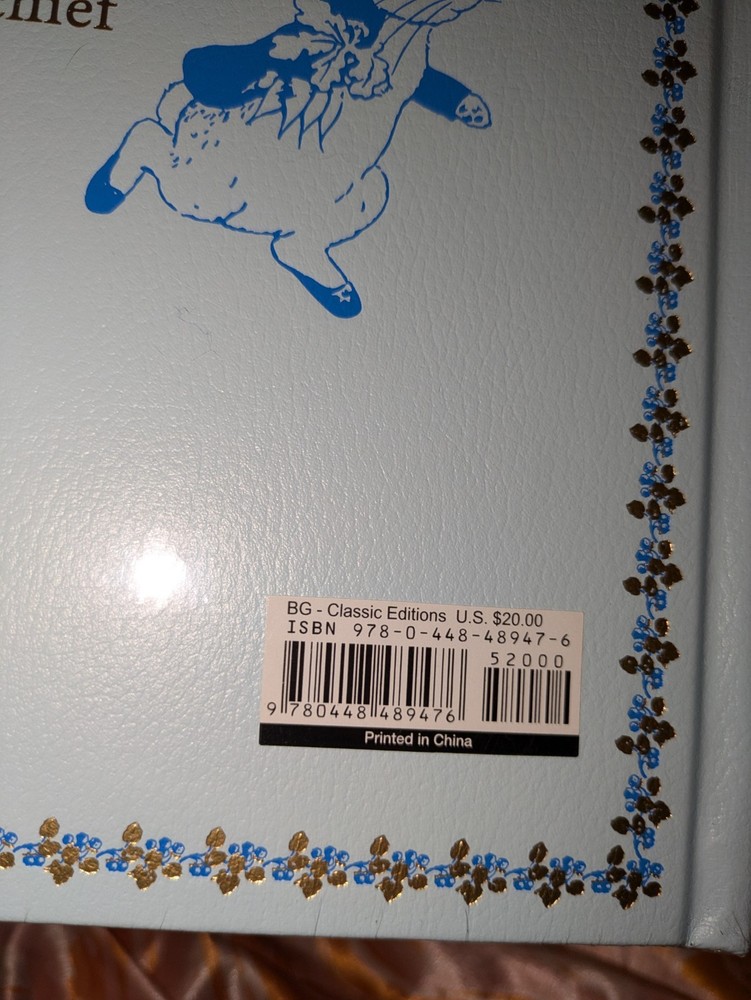 BG - Classic Editions U.S. $20.00
ISBN 978-0-448-48947-6
52000
9 780448 489476
Printed in China